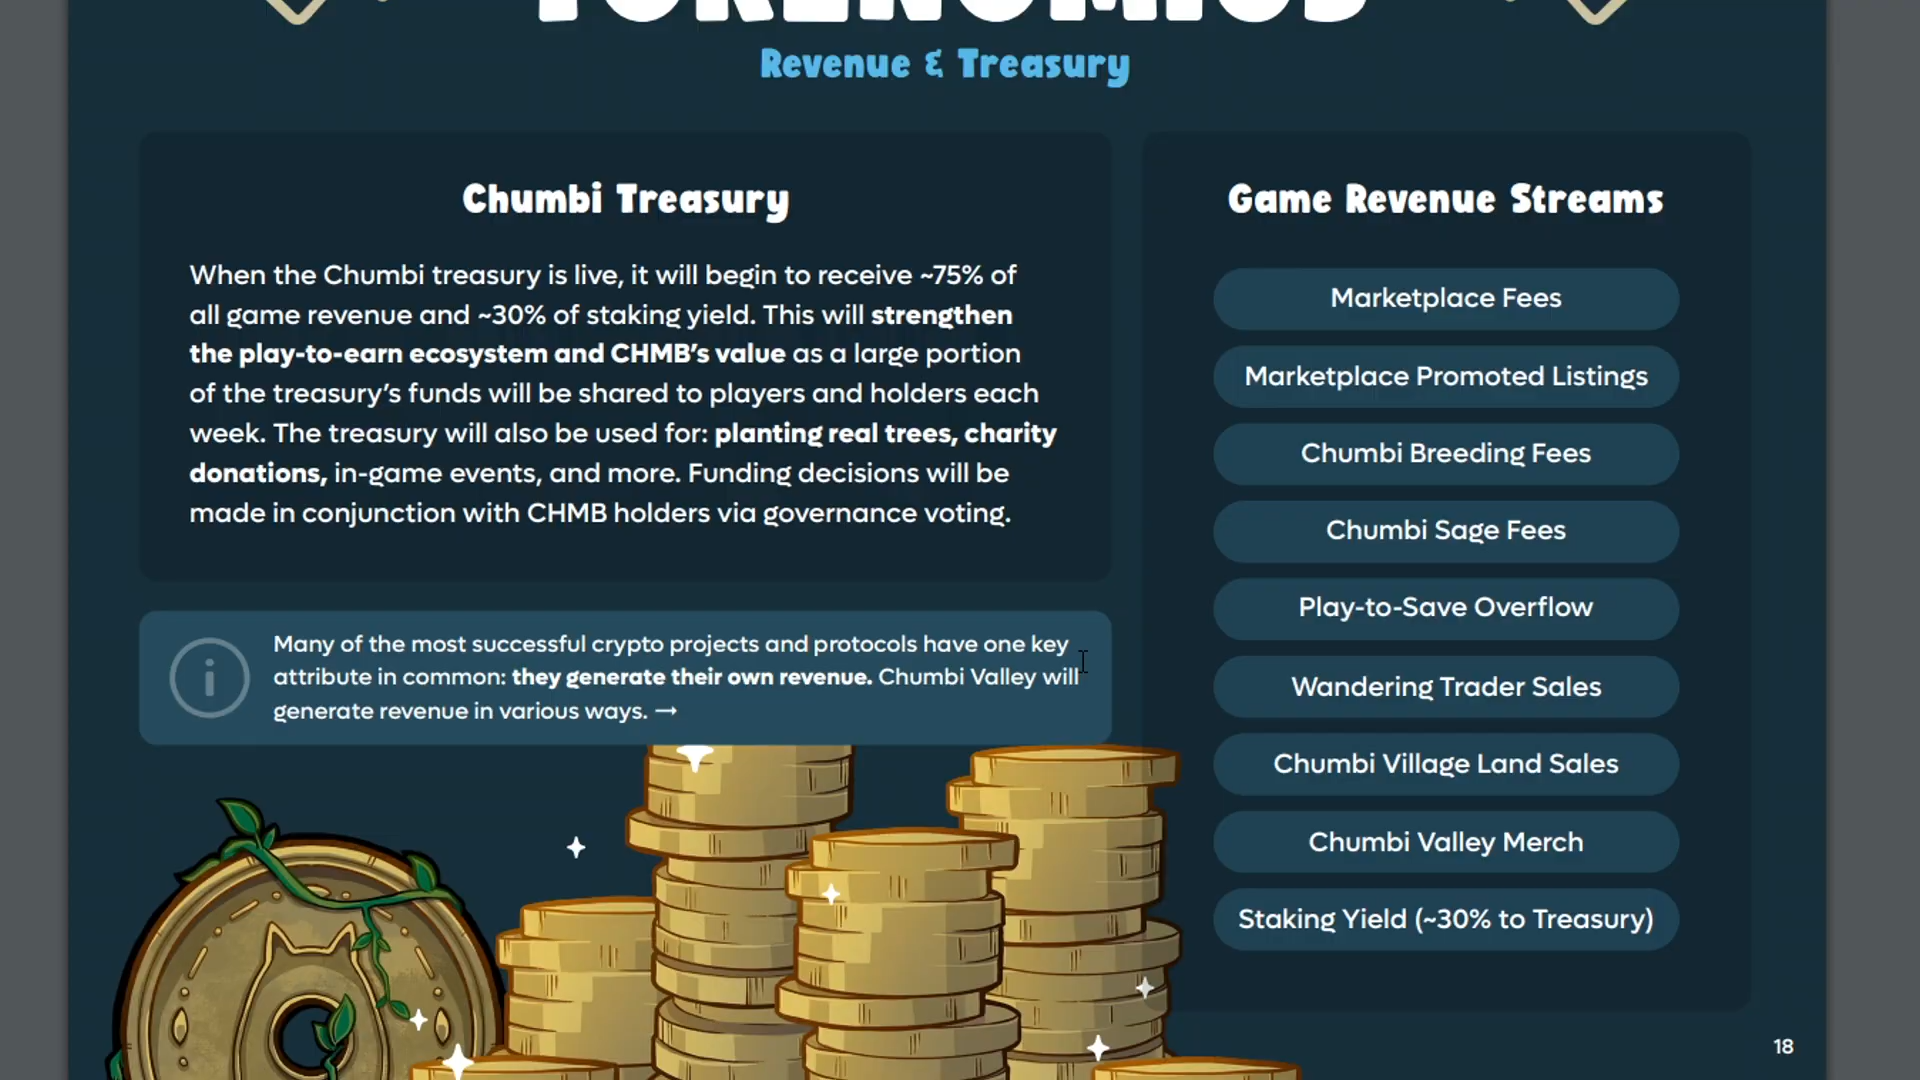 TOKENOMICS
Revenue & Treasury
Chumbi Treasury
When the Chumbi treasury is live, it will begin to receive ~75% of
all game revenue and ~30% of staking yield. This will strengthen
the play-to-earn ecosystem and CHMB's value as a large portion
of the treasury's funds will be shared to players and holders each
week. The treasury will also be used for: planting real trees, charity
donations, in-game events, and more. Funding decisions will be
made in conjunction with CHMB holders via governance voting.
Many of the most successful crypto projects and protocols have one key
attribute in common: they generate their own revenue. Chumbi Valley will
generate revenue in various ways. →
Game Revenue Streams
Marketplace Fees
Marketplace Promoted Listings
Chumbi Breeding Fees
Chumbi Sage Fees
Play-to-Save Overflow
Wandering Trader Sales
Chumbi Village Land Sales
Chumbi Valley Merch
Staking Yield (~30% to Treasury)
18